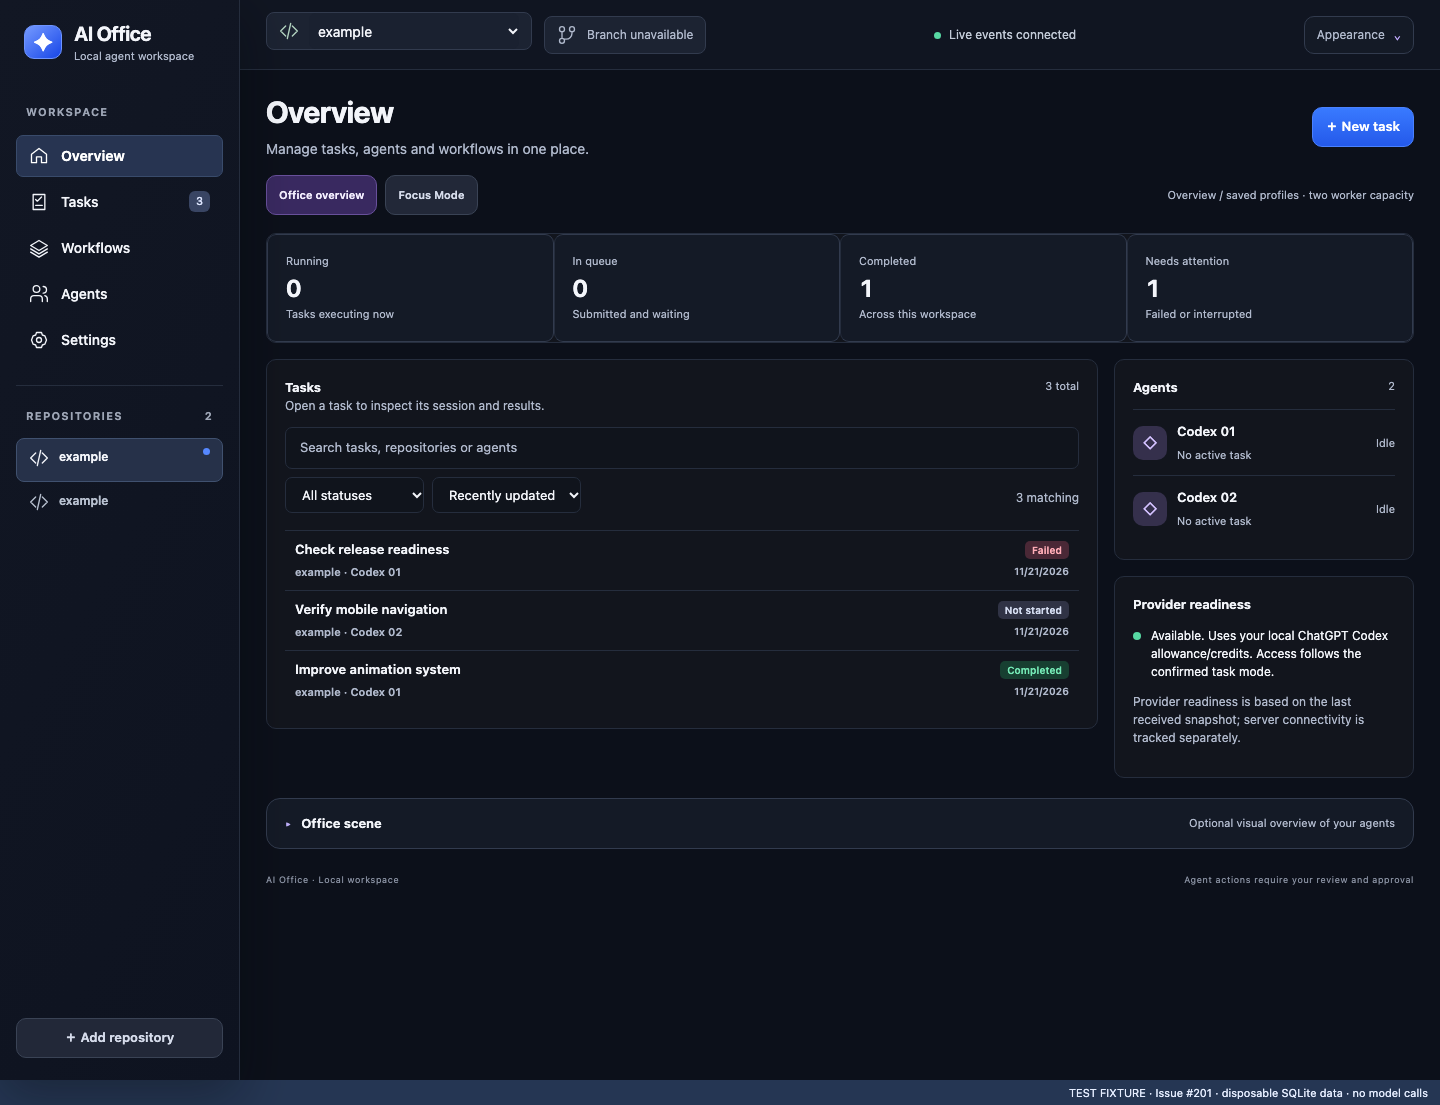 AI Office
Local agent workspace
WORKSPACE
Overview
Tasks 3
Workflows
Agents
Settings
REPOSITORIES 2
example
example
+ Add repository
example
Branch unavailable
Live events connected
Appearance
Overview
Manage tasks, agents and workflows in one place.
+ New task
Office overview
Focus Mode
Overview / saved profiles · two worker capacity
Running
0
Tasks executing now
In queue
0
Submitted and waiting
Completed
1
Across this workspace
Needs attention
1
Failed or interrupted
Tasks 3 total
Open a task to inspect its session and results.
Search tasks, repositories or agents
All statuses
Recently updated
3 matching
Check release readiness Failed
example · Codex 01 11/21/2026
Verify mobile navigation Not started
example · Codex 02 11/21/2026
Improve animation system Completed
example · Codex 01 11/21/2026
Agents 2
Codex 01
No active task
Idle
Codex 02
No active task
Idle
Provider readiness
Available. Uses your local ChatGPT Codex
allowance/credits. Access follows the
confirmed task mode.
Provider readiness is based on the last
received snapshot; server connectivity is
tracked separately.
Office scene Optional visual overview of your agents
AI Office · Local workspace Agent actions require your review and approval
TEST FIXTURE · Issue #201 · disposable SQLite data · no model calls